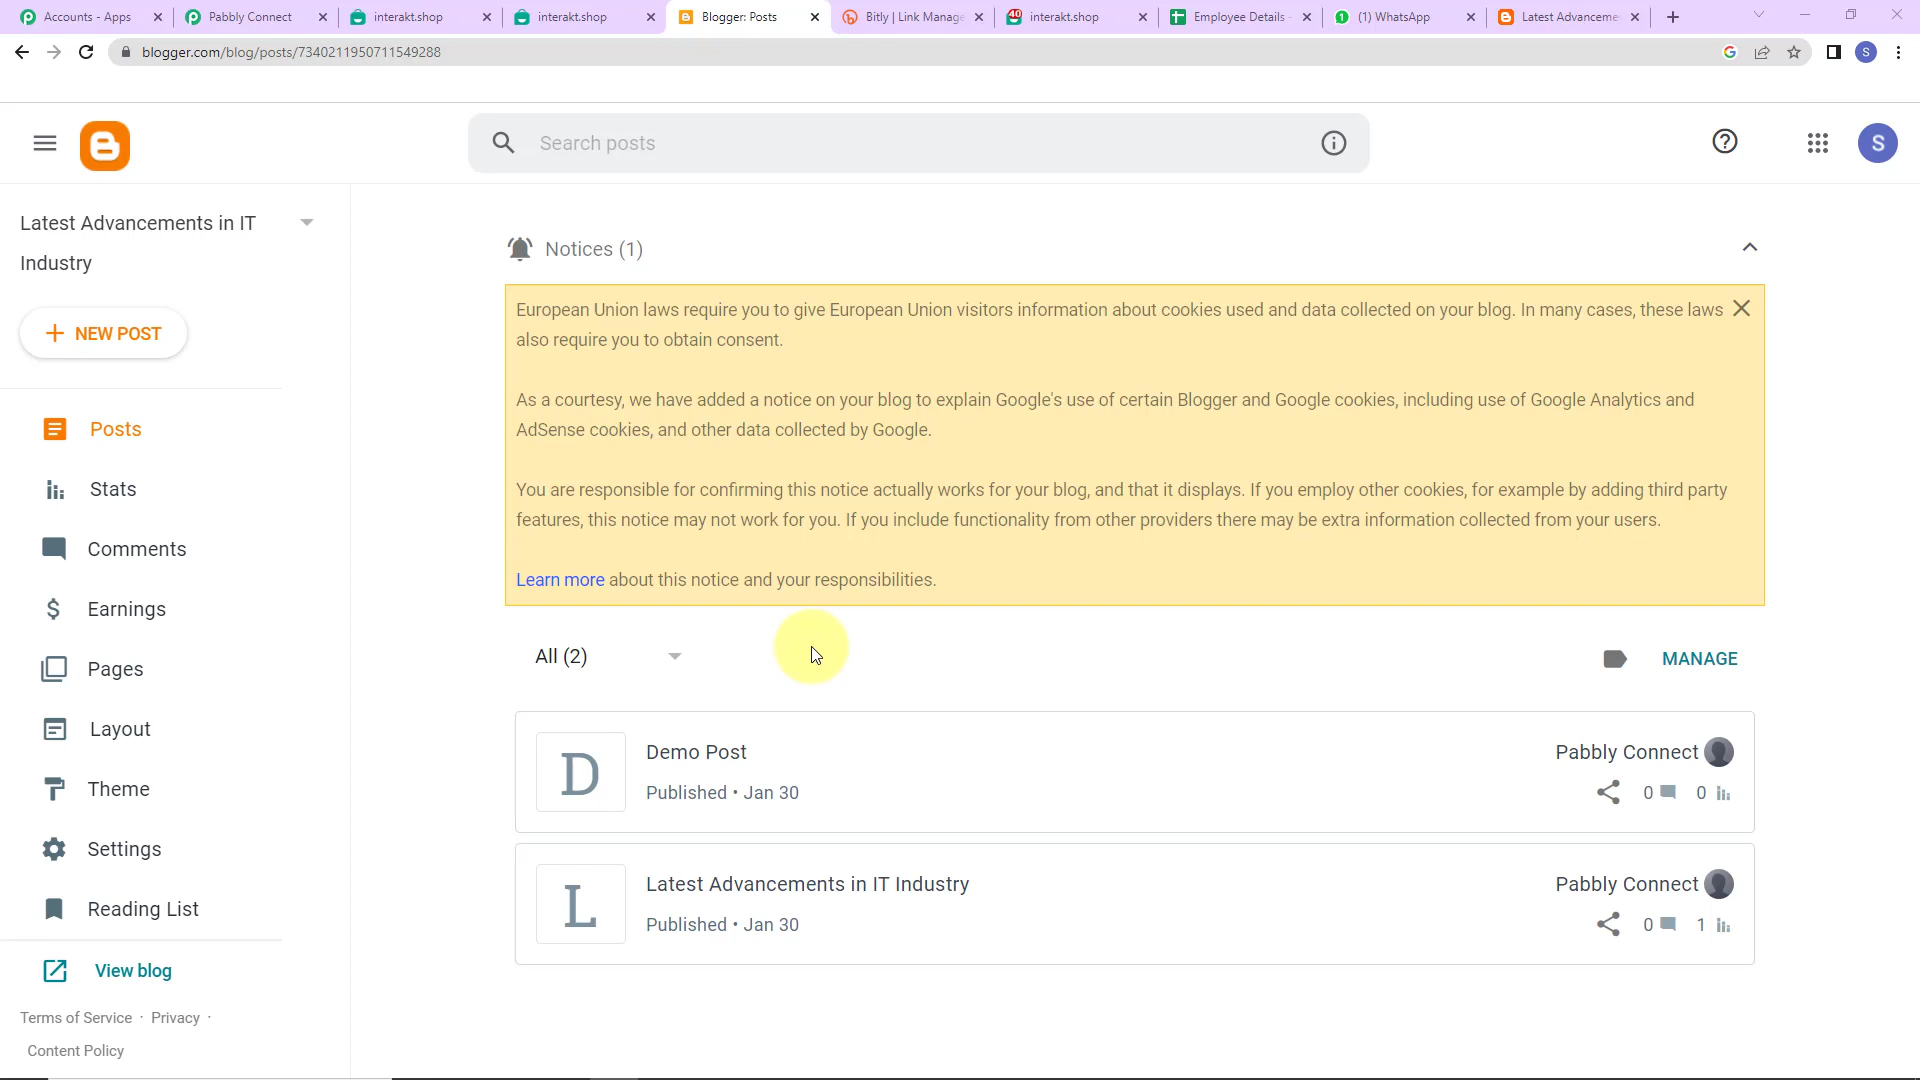 Accounts - Apps
Pabbly Connect
interakt.shop
interakt.shop
Blogger: Posts
Bitly | Link Manage
40
interakt.shop
Employee Details -
1
(1) WhatsApp
Latest Advanceme
blogger.com/blog/posts/7340211950711549288
S
Search posts
S
Latest Advancements in IT
Industry
NEW POST
Posts
Stats
Comments
Earnings
Pages
Layout
Theme
Settings
Reading List
View blog
Terms of Service · Privacy ·
Content Policy
Notices (1)
European Union laws require you to give European Union visitors information about cookies used and data collected on your blog. In many cases, these laws
also require you to obtain consent.
As a courtesy, we have added a notice on your blog to explain Google's use of certain Blogger and Google cookies, including use of Google Analytics and
AdSense cookies, and other data collected by Google.
You are responsible for confirming this notice actually works for your blog, and that it displays. If you employ other cookies, for example by adding third party
features, this notice may not work for you. If you include functionality from other providers there may be extra information collected from your users.
Learn more about this notice and your responsibilities.
All (2)
MANAGE
D
Demo Post
Pabbly Connect
Published • Jan 30
0
0
L
Latest Advancements in IT Industry
Pabbly Connect
Published • Jan 30
0
1